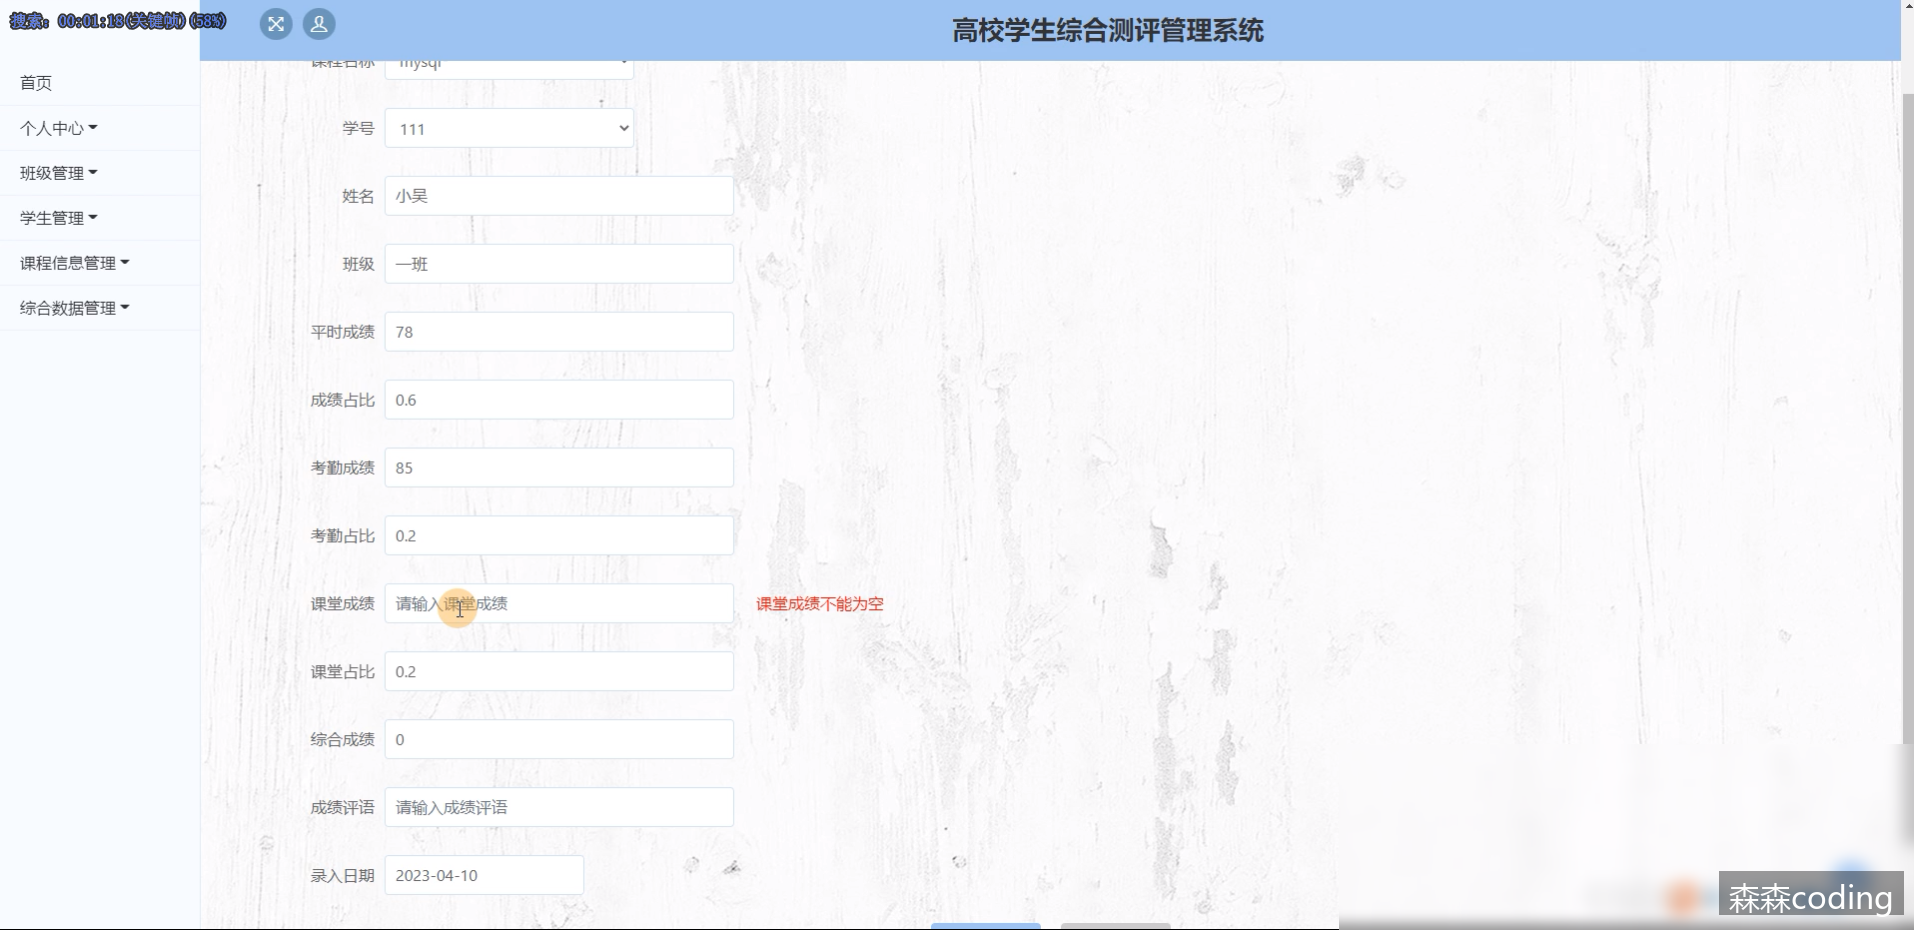 搜索：00:01:18(关键帧)(58%)
高校学生综合测评管理系统
首页
个人中心
班级管理
学生管理
课程信息管理
综合数据管理
课程名称 mysql
学号 111
姓名 小吴
班级 一班
平时成绩 78
成绩占比 0.6
考勤成绩 85
考勤占比 0.2
课堂成绩 请输入课堂成绩 课堂成绩不能为空
课堂占比 0.2
综合成绩 0
成绩评语 请输入成绩评语
录入日期 2023-04-10
森森coding